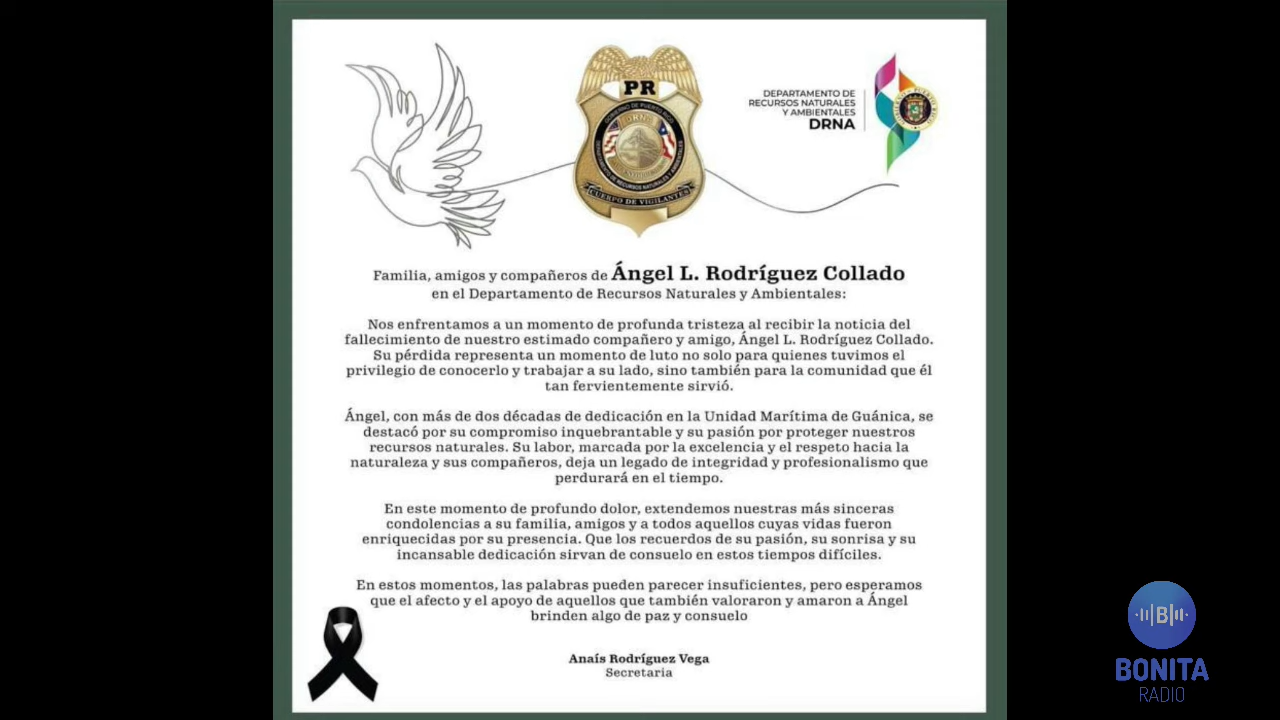 PR
GOBIERNO DE PUERTO RICO
DRNA
DEPARTAMENTO DE RECURSOS NATURALES Y AMBIENTALES
CUERPO DE VIGILANTES
DEPARTAMENTO DE
RECURSOS NATURALES
Y AMBIENTALES
DRNA
Familia, amigos y compañeros de Ángel L. Rodríguez Collado
en el Departamento de Recursos Naturales y Ambientales:
Nos enfrentamos a un momento de profunda tristeza al recibir la noticia del
fallecimiento de nuestro estimado compañero y amigo, Ángel L. Rodríguez Collado.
Su pérdida representa un momento de luto no solo para quienes tuvimos el
privilegio de conocerlo y trabajar a su lado, sino también para la comunidad que él
tan fervientemente sirvió.
Ángel, con más de dos décadas de dedicación en la Unidad Marítima de Guánica, se
destacó por su compromiso inquebrantable y su pasión por proteger nuestros
recursos naturales. Su labor, marcada por la excelencia y el respeto hacia la
naturaleza y sus compañeros, deja un legado de integridad y profesionalismo que
perdurará en el tiempo.
En este momento de profundo dolor, extendemos nuestras más sinceras
condolencias a su familia, amigos y a todos aquellos cuyas vidas fueron
enriquecidas por su presencia. Que los recuerdos de su pasión, su sonrisa y su
incansable dedicación sirvan de consuelo en estos tiempos difíciles.
En estos momentos, las palabras pueden parecer insuficientes, pero esperamos
que el afecto y el apoyo de aquellos que también valoraron y amaron a Ángel
brinden algo de paz y consuelo
Anaís Rodríguez Vega
Secretaria
B
BONITA
RADIO